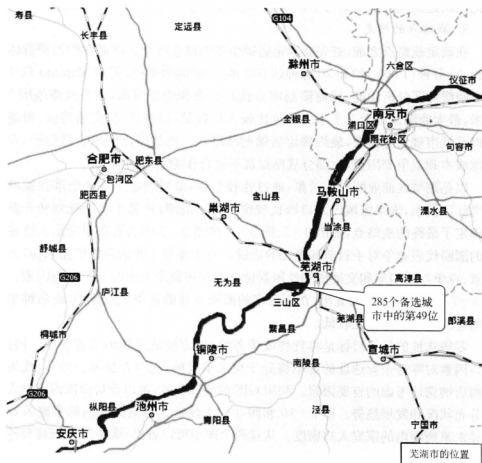 寿县
长丰县
定远县
G104
滁州市
六合区
仪征市
全椒县
南京市
浦口区
雨花台区
句容市
合肥市
肥东县
包河区
肥西县
含山县
马鞍山市
巢湖市
当涂县
溧水县
舒城县
芜湖市
高淳县
G206
无为县
庐江县
三山区
285个备选城
市中的第49位
芜湖县
郎溪县
繁昌县
桐城市
铜陵市
宣城市
南陵县
G206
枞阳县
池州市
泾县
青阳县
宁国市
安庆市
芜湖市的位置